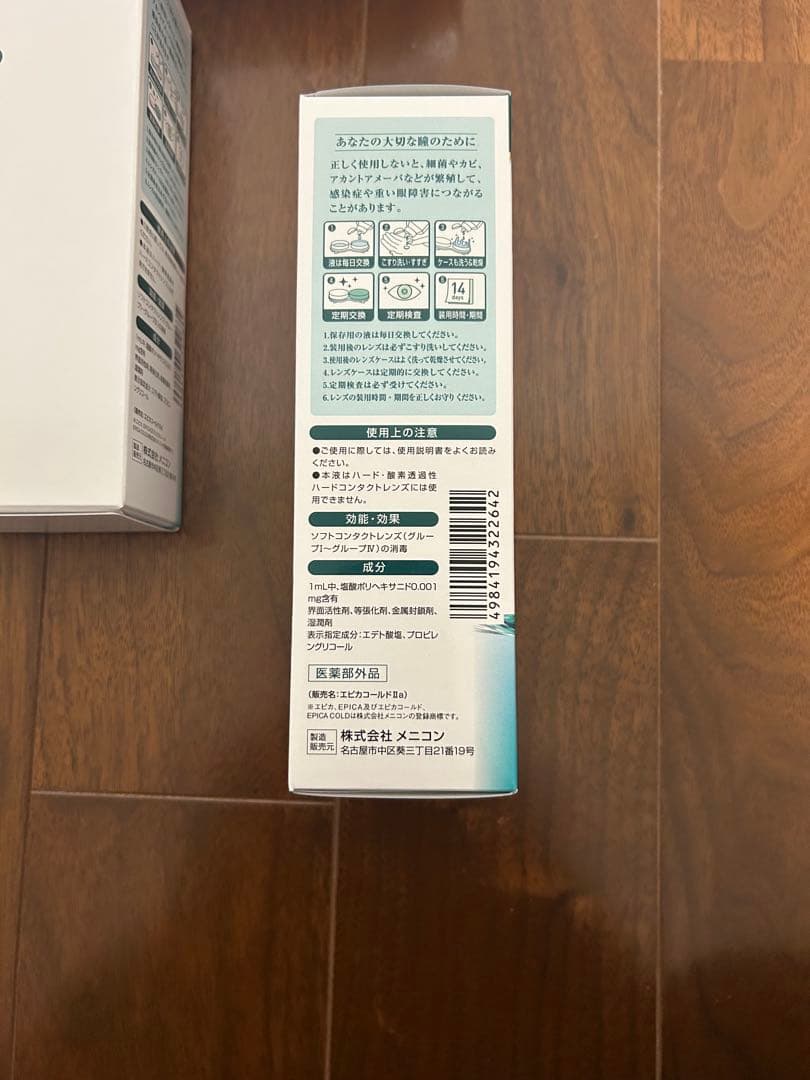 あなたの大切な瞳のために
正しく使用しないと、細菌やカビ、
アカントアメーバなどが繁殖して、
感染症や重い眼障害につながる
ことがあります。
1 2 3
液は毎日交換 こすり洗い・すすぎ ケースも洗う&乾燥
4 5 6
14
days
定期交換 定期検査 装用時間・期間
1.保存用の液は毎日交換してください。
2.装用後のレンズは必ずこすり洗いしてください。
3.使用後のレンズケースはよく洗って乾燥させてください。
4.レンズケースは定期的に交換してください。
5.定期検査は必ず受けてください。
6.レンズの装用時間・期間を正しくお守りください。
使用上の注意
●ご使用に際しては、使用説明書をよくお読み
ください。
●本液はハード・酸素透過性
ハードコンタクトレンズには使
用できません。
効能・効果
ソフトコンタクトレンズ(グルー
プⅠ〜グループⅣ)の消毒
成分
1mL中、塩酸ポリヘキサニド0.001
mg含有
界面活性剤、等張化剤、金属封鎖剤、
湿潤剤
表示指定成分:エデト酸塩、プロピレ
ングリコール
4984194322642
医薬部外品
(販売名:エピカコールドⅡa)
※エピカ、EPICA及びエピカコールド、
EPICA COLDは株式会社メニコンの登録商標です。
製造
販売元
株式会社 メニコン
名古屋市中区葵三丁目21番19号
株式会社 メニコン